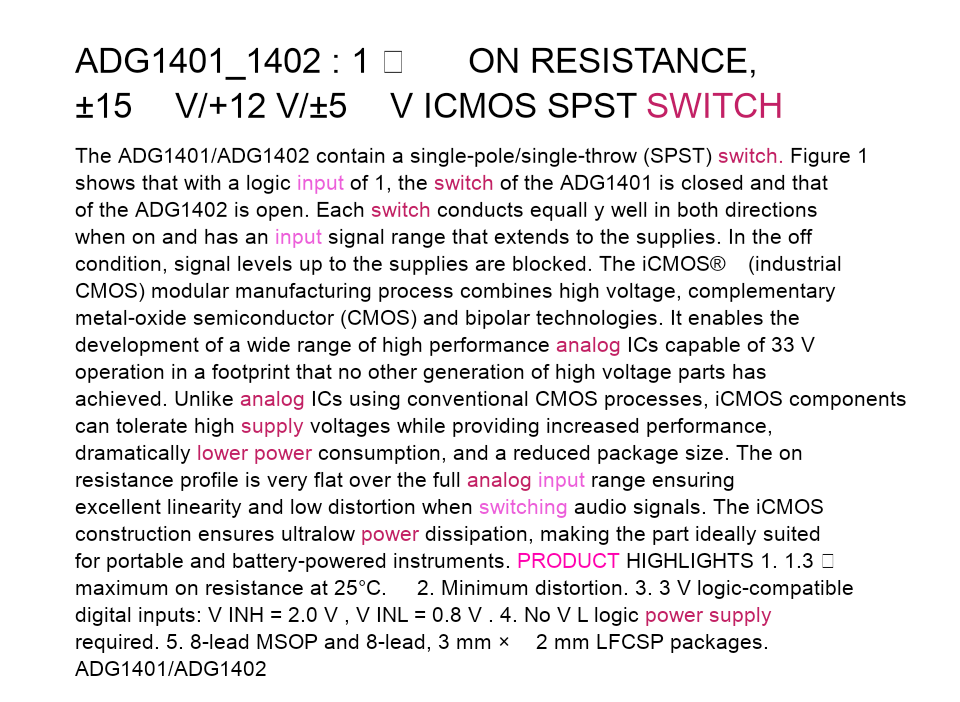 ADG1401_1402 : 1 □ ON RESISTANCE,
±15 V/+12 V/±5 V ICMOS SPST SWITCH
The ADG1401/ADG1402 contain a single-pole/single-throw (SPST) switch. Figure 1
shows that with a logic input of 1, the switch of the ADG1401 is closed and that
of the ADG1402 is open. Each switch conducts equall y well in both directions
when on and has an input signal range that extends to the supplies. In the off
condition, signal levels up to the supplies are blocked. The iCMOS® (industrial
CMOS) modular manufacturing process combines high voltage, complementary
metal-oxide semiconductor (CMOS) and bipolar technologies. It enables the
development of a wide range of high performance analog ICs capable of 33 V
operation in a footprint that no other generation of high voltage parts has
achieved. Unlike analog ICs using conventional CMOS processes, iCMOS components
can tolerate high supply voltages while providing increased performance,
dramatically lower power consumption, and a reduced package size. The on
resistance profile is very flat over the full analog input range ensuring
excellent linearity and low distortion when switching audio signals. The iCMOS
construction ensures ultralow power dissipation, making the part ideally suited
for portable and battery-powered instruments. PRODUCT HIGHLIGHTS 1. 1.3 □
maximum on resistance at 25°C. 2. Minimum distortion. 3. 3 V logic-compatible
digital inputs: V INH = 2.0 V , V INL = 0.8 V . 4. No V L logic power supply
required. 5. 8-lead MSOP and 8-lead, 3 mm × 2 mm LFCSP packages.
ADG1401/ADG1402